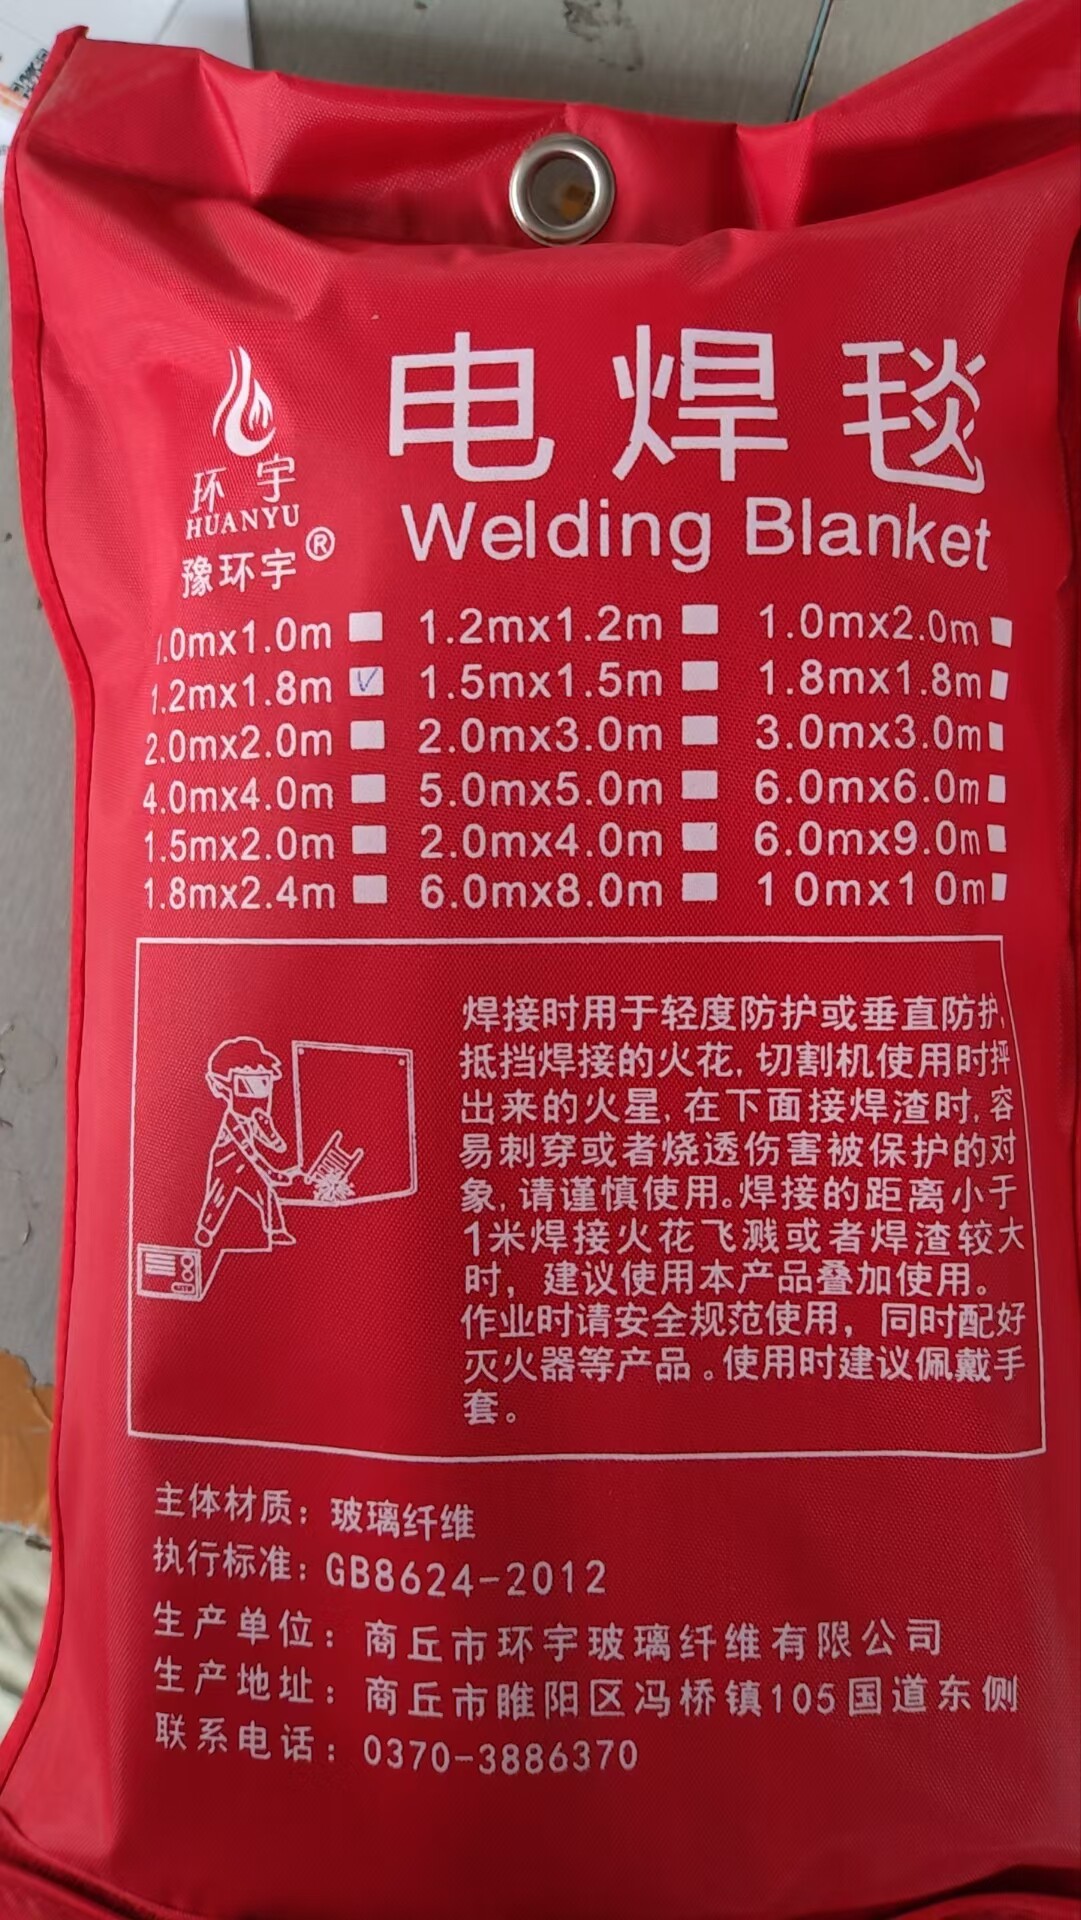 电焊毯
Welding Blanket
环宇
HUANYU
豫环宇®
1.0mx1.0m 1.2mx1.2m 1.0mx2.0m
1.2mx1.8m 1.5mx1.5m 1.8mx1.8m
2.0mx2.0m 2.0mx3.0m 3.0mx3.0m
4.0mx4.0m 5.0mx5.0m 6.0mx6.0m
1.5mx2.0m 2.0mx4.0m 6.0mx9.0m
1.8mx2.4m 6.0mx8.0m 10mx10m
焊接时用于轻度防护或垂直防护,
抵挡焊接的火花,切割机使用时抨
出来的火星,在下面接焊渣时,容
易刺穿或者烧透伤害被保护的对
象,请谨慎使用。焊接的距离小于
1米焊接火花飞溅或者焊渣较大
时，建议使用本产品叠加使用。
作业时请安全规范使用，同时配好
灭火器等产品。使用时建议佩戴手
套。
主体材质：玻璃纤维
执行标准：GB8624-2012
生产单位：商丘市环宇玻璃纤维有限公司
生产地址：商丘市睢阳区冯桥镇105国道东侧
联系电话：0370-3886370